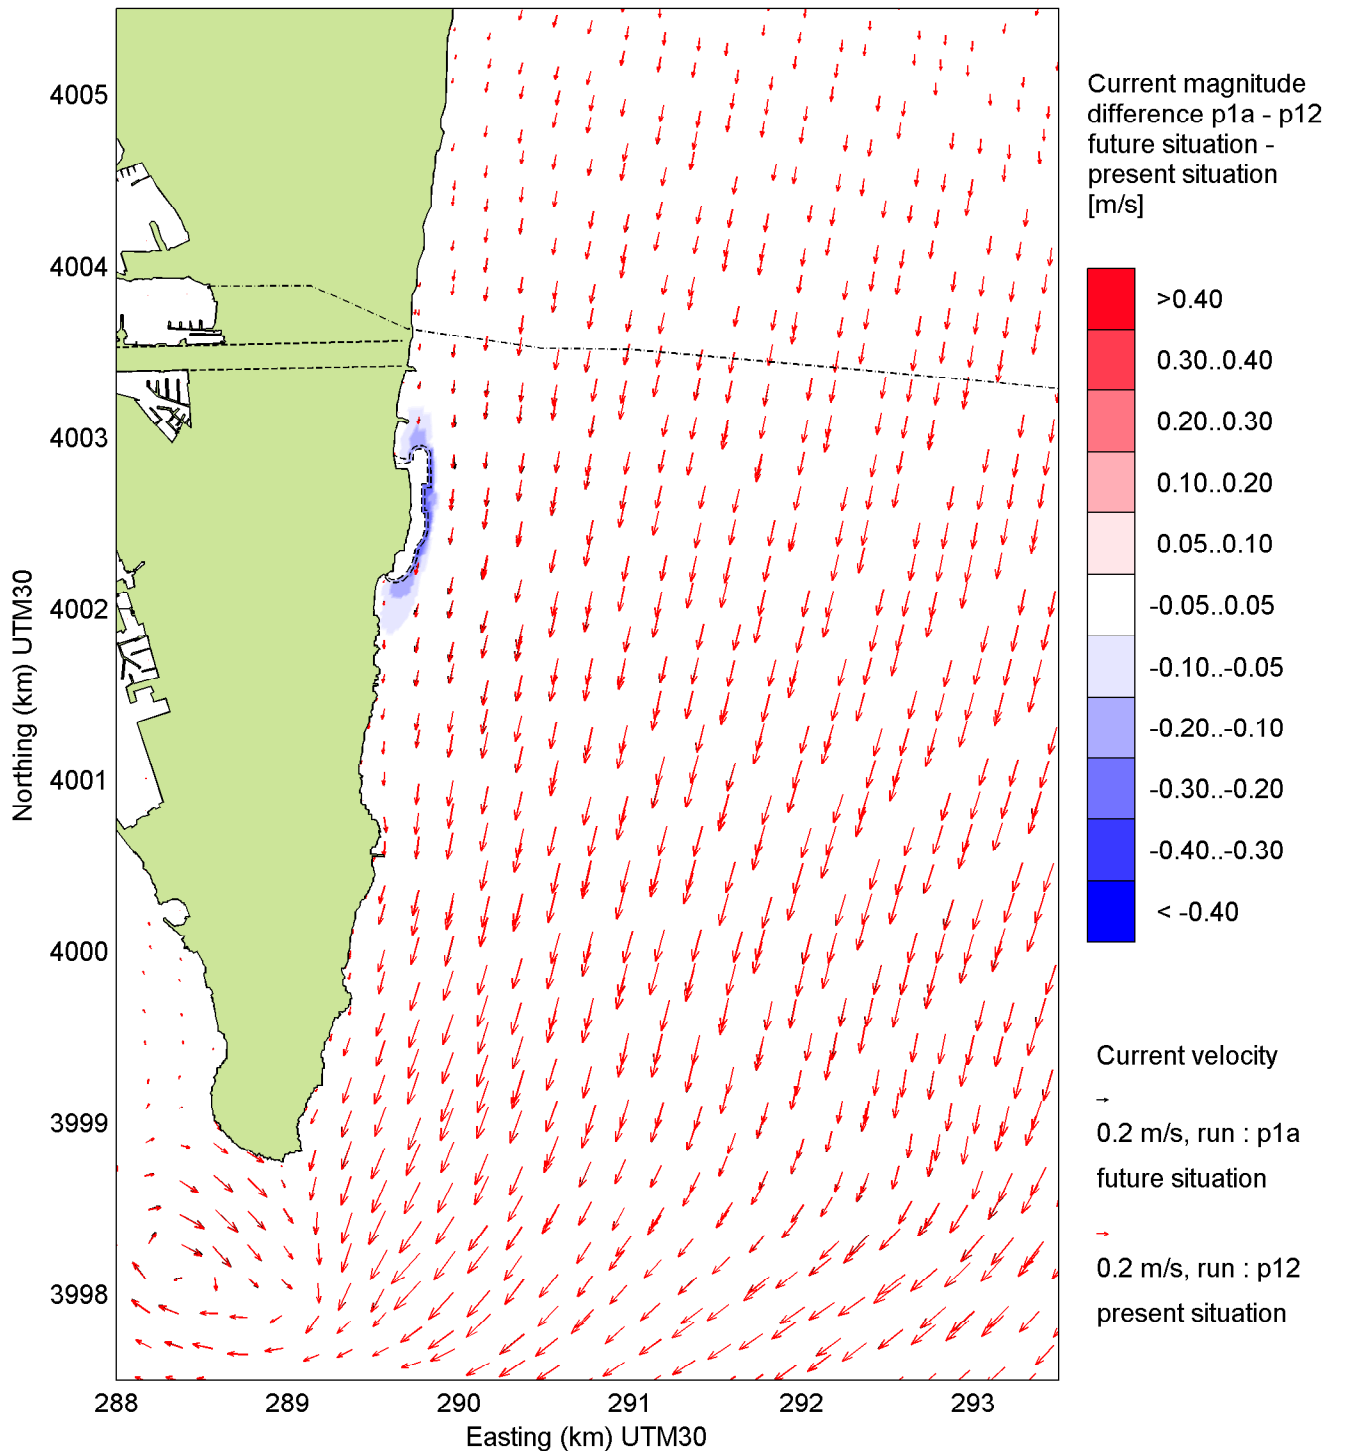 4005
4004
4003
4002
4001
4000
3999
3998
Northing (km) UTM30
288
289
290
291
292
293
Easting (km) UTM30
Current magnitude
difference p1a - p12
future situation -
present situation
[m/s]
>0.40
0.30..0.40
0.20..0.30
0.10..0.20
0.05..0.10
-0.05..0.05
-0.10..-0.05
-0.20..-0.10
-0.30..-0.20
-0.40..-0.30
< -0.40
Current velocity
0.2 m/s, run : p1a
future situation
0.2 m/s, run : p12
present situation